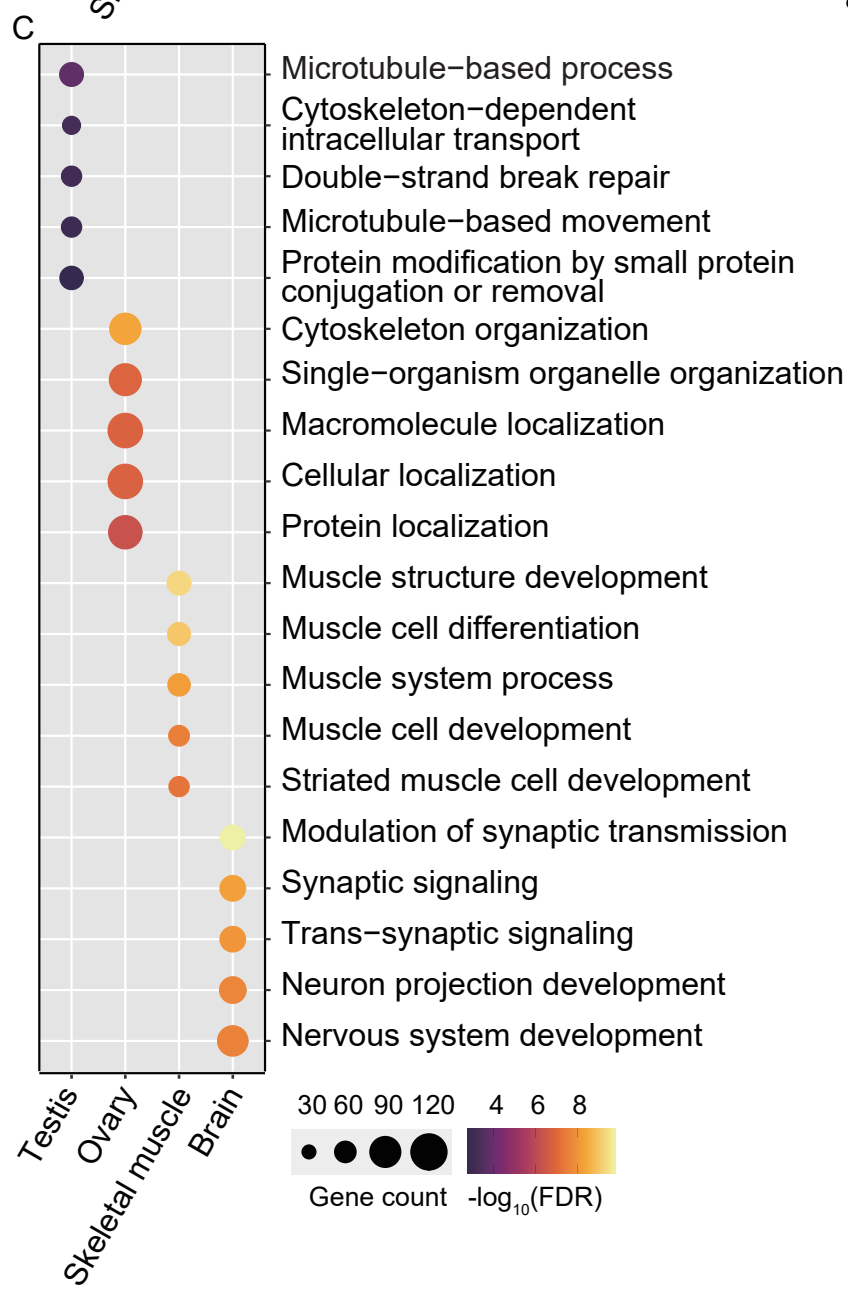 C
Microtubule−based process
Cytoskeleton−dependent
intracellular transport
Double−strand break repair
Microtubule−based movement
Protein modification by small protein
conjugation or removal
Cytoskeleton organization
Single−organism organelle organization
Macromolecule localization
Cellular localization
Protein localization
Muscle structure development
Muscle cell differentiation
Muscle system process
Muscle cell development
Striated muscle cell development
Modulation of synaptic transmission
Synaptic signaling
Trans−synaptic signaling
Neuron projection development
Nervous system development
Testis
Ovary
Skeletal muscle
Brain
30 60 90 120
Gene count
4 6 8
-log10(FDR)